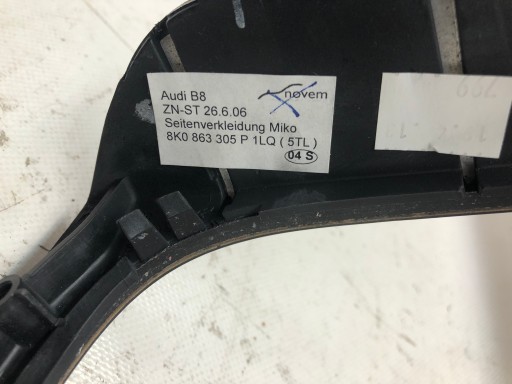 Audi B8
novem
ZN-ST 26.6.06
Seitenverkleidung Miko
8K0 863 305 P 1LQ ( 5TL )
04 S